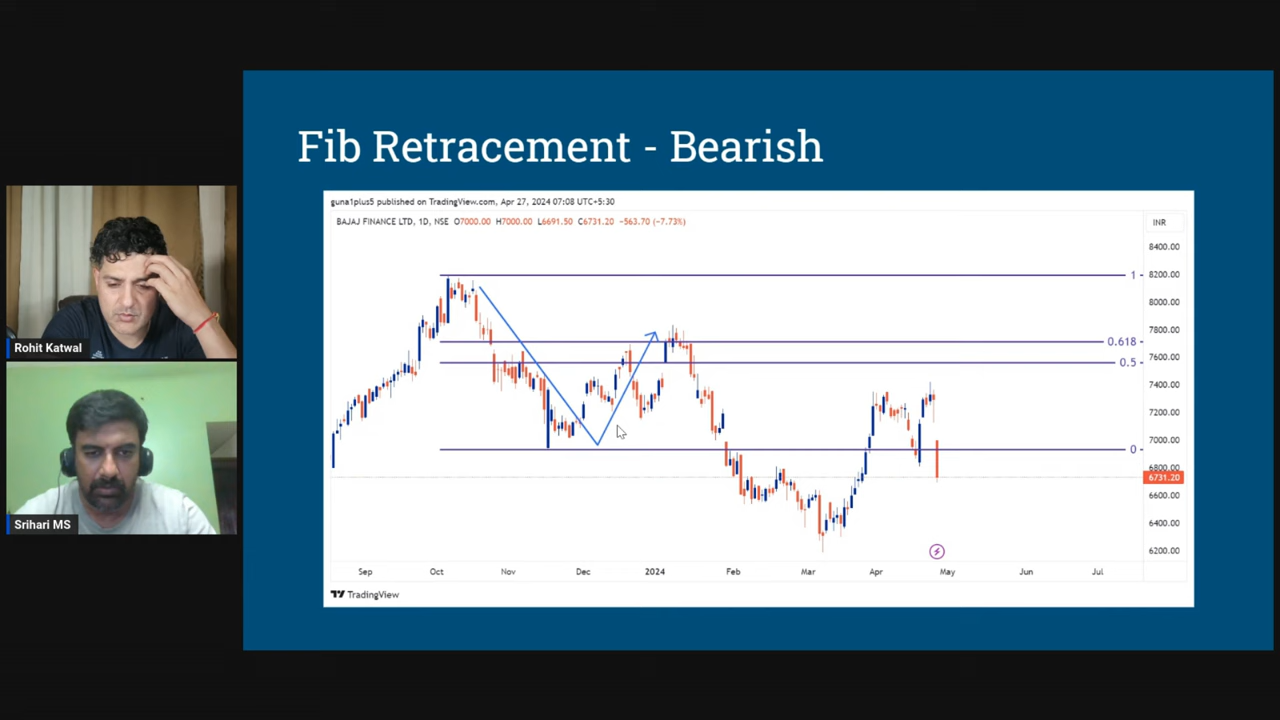 Fib Retracement - Bearish
guna1plus5 published on TradingView.com, Apr 27, 2024 07:08 UTC+5:30
BAJAJ FINANCE LTD, 1D, NSE O7000.00 H7000.00 L6691.50 C6731.20 −563.70 (−7.73%)
INR
8400.00
1
8200.00
8000.00
7800.00
0.618
7600.00
0.5
7400.00
7200.00
7000.00
0
6800.00
6731.20
6600.00
6400.00
6200.00
Sep Oct Nov Dec 2024 Feb Mar Apr May Jun Jul
TradingView
Rohit Katwal
Srihari MS